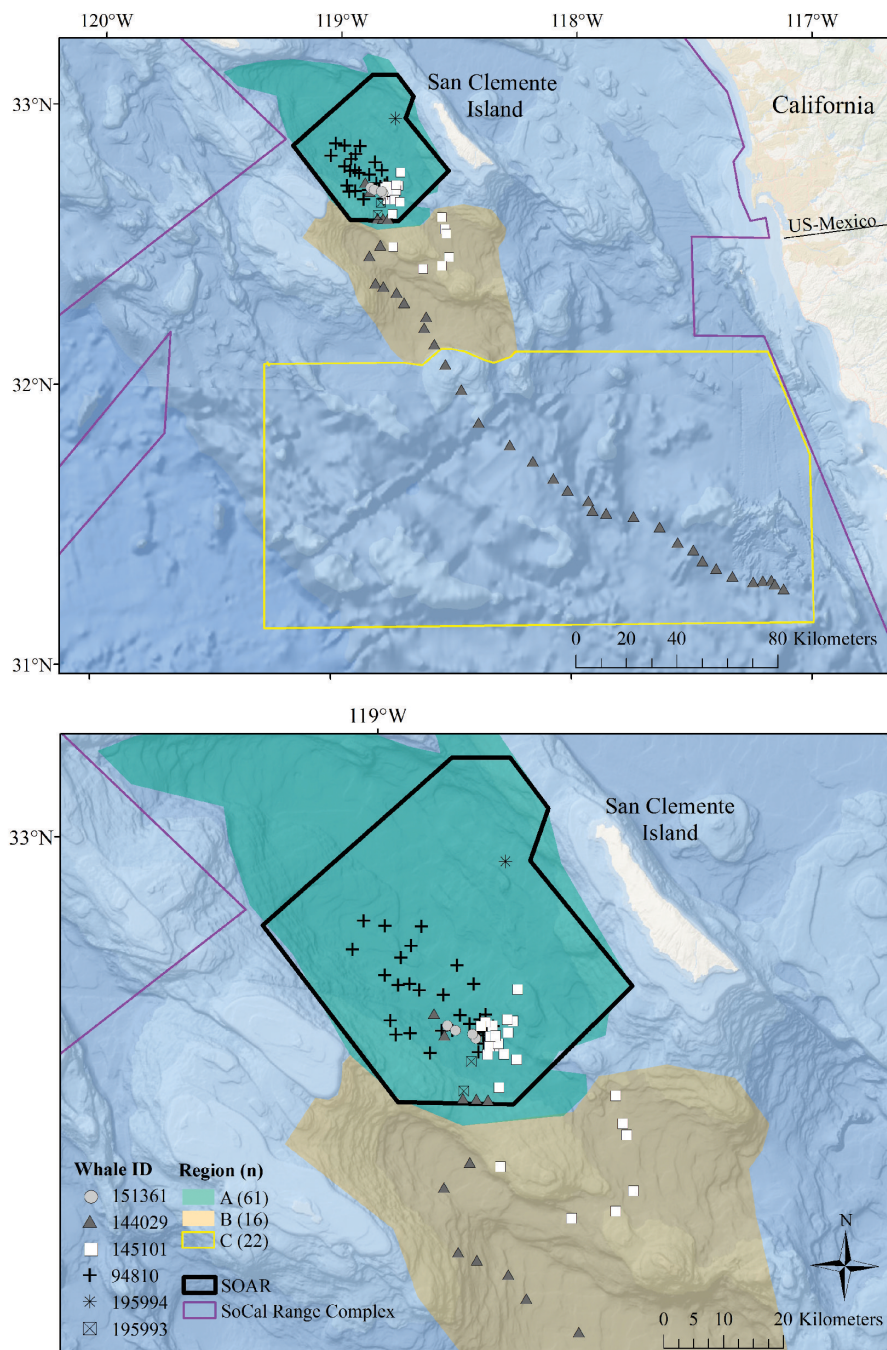 120°W 119°W 118°W 117°W
33°N
San Clemente
Island
California
US-Mexico
32°N
31°N
0 20 40 80 Kilometers
119°W
33°N
San Clemente
Island
Whale ID
151361
144029
145101
94810
195994
195993
Region (n)
A (61)
B (16)
C (22)
SOAR
SoCal Range Complex
N
0 5 10 20 Kilometers